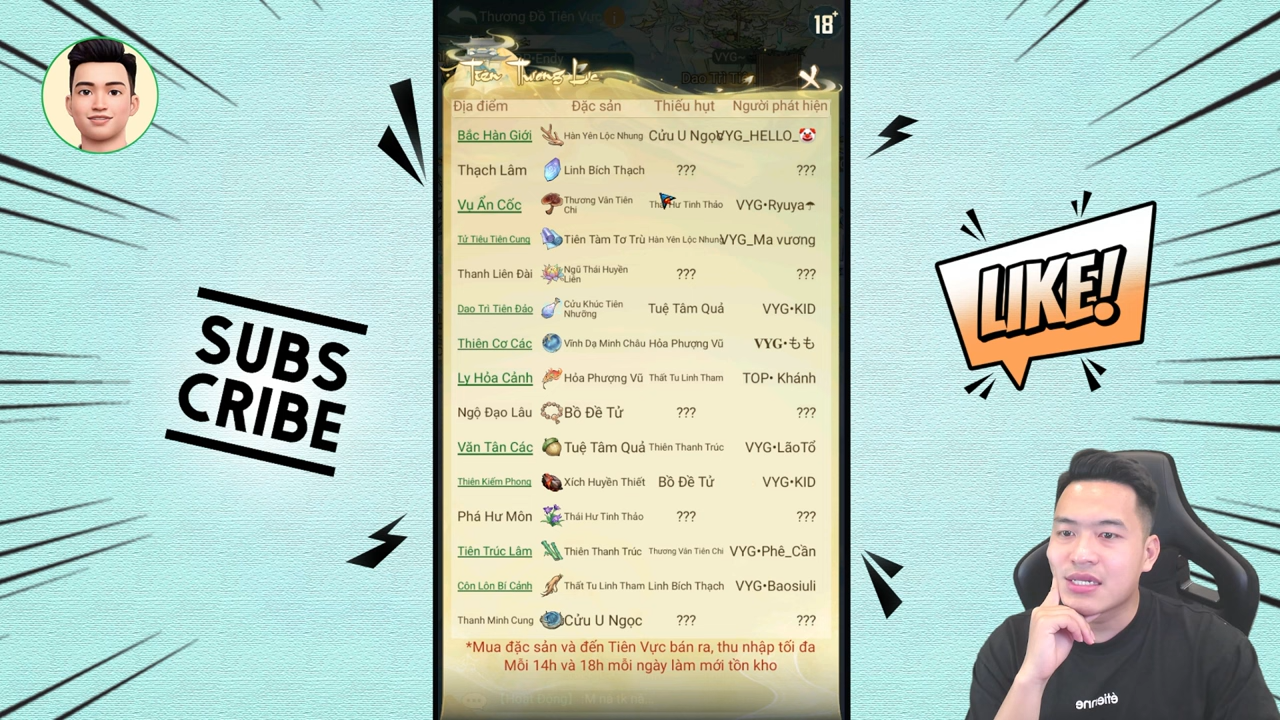 Thương Đồ Tiên Vực
18+
Tiên Thương Lục
Địa điểm Đặc sản Thiếu hụt Người phát hiện
Bắc Hàn Giới Hàn Yên Lộc Nhung Cửu U Ngọc VYG_HELLO_🤡
Thạch Lâm Linh Bích Thạch ??? ???
Vụ Ẩn Cốc Thương Vân Tiên Chi Thái Hư Tinh Thảo VYG•Ryuya☂
Tử Tiêu Tiên Cung Tiên Tàm Tơ Trù Hàn Yên Lộc Nhung VYG_Ma vương
Thanh Liên Đài Ngũ Thái Huyền Liên ??? ???
Dao Trì Tiên Đảo Cửu Khúc Tiên Nhưỡng Tuệ Tâm Quả VYG•KID
Thiên Cơ Các Vĩnh Dạ Minh Châu Hỏa Phượng Vũ VYG•もも
Ly Hỏa Cảnh Hỏa Phượng Vũ Thất Tu Linh Tham TOP• Khánh
Ngộ Đạo Lâu Bồ Đề Tử ??? ???
Văn Tân Các Tuệ Tâm Quả Thiên Thanh Trúc VYG•LãoTổ
Thiên Kiếm Phong Xích Huyền Thiết Bồ Đề Tử VYG•KID
Phá Hư Môn Thái Hư Tinh Thảo ??? ???
Tiên Trúc Lâm Thiên Thanh Trúc Thương Vân Tiên Chi VYG•Phê_Cần
Côn Lôn Bí Cảnh Thất Tu Linh Tham Linh Bích Thạch VYG•Baosiuli
Thanh Minh Cung Cửu U Ngọc ??? ???
*Mua đặc sản và đến Tiên Vực bán ra, thu nhập tối đa
Mỗi 14h và 18h mỗi ngày làm mới tồn kho
SUBS
CRIBE
LIKE!
étienne